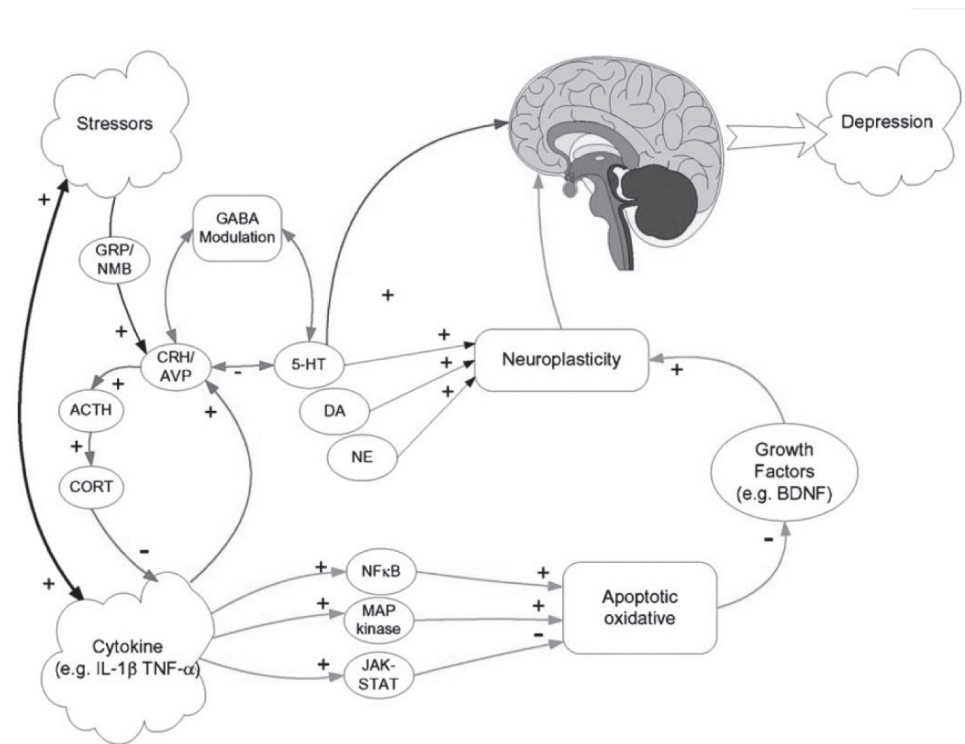 Stressors
Depression
GABA
Modulation
GRP/
NMB
+
+
+
CRH/
AVP
-
5-HT
+
+
+
Neuroplasticity
+
+
ACTH
+
+
DA
NE
CORT
Growth
Factors
(e.g. BDNF)
-
-
+
Cytokine
(e.g. IL-1β TNF-α)
+
NFκB
+
+
MAP
kinase
+
+
JAK-
STAT
-
Apoptotic
oxidative